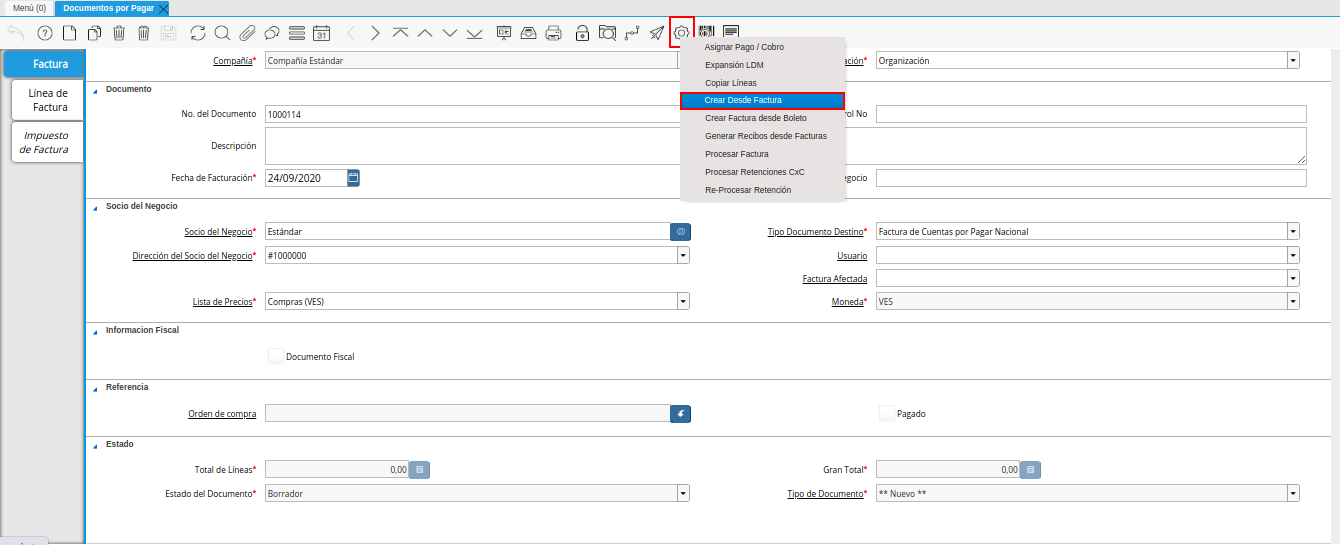 Menú (0)
Documentos por Pagar
31
Factura
Línea de
Factura
Impuesto
de Factura
Compañía*
Compañía Estándar
ación*
Organización
Asignar Pago / Cobro
Expansión LDM
Copiar Líneas
Crear Desde Factura
Crear Factura desde Boleto
Generar Recibos desde Facturas
Procesar Factura
Procesar Retenciones CxC
Re-Procesar Retención
Documento
No. del Documento
1000114
rol No
Descripción
Fecha de Facturación*
24/09/2020
egocio
Socio del Negocio
Socio del Negocio*
Estándar
Tipo Documento Destino*
Factura de Cuentas por Pagar Nacional
Dirección del Socio del Negocio*
#1000000
Usuario
Factura Afectada
Lista de Precios*
Compras (VES)
Moneda*
VES
Informacion Fiscal
Documento Fiscal
Referencia
Orden de compra
Pagado
Estado
Total de Líneas*
0,00
Gran Total*
0,00
Estado del Documento*
Borrador
Tipo de Documento*
** Nuevo **